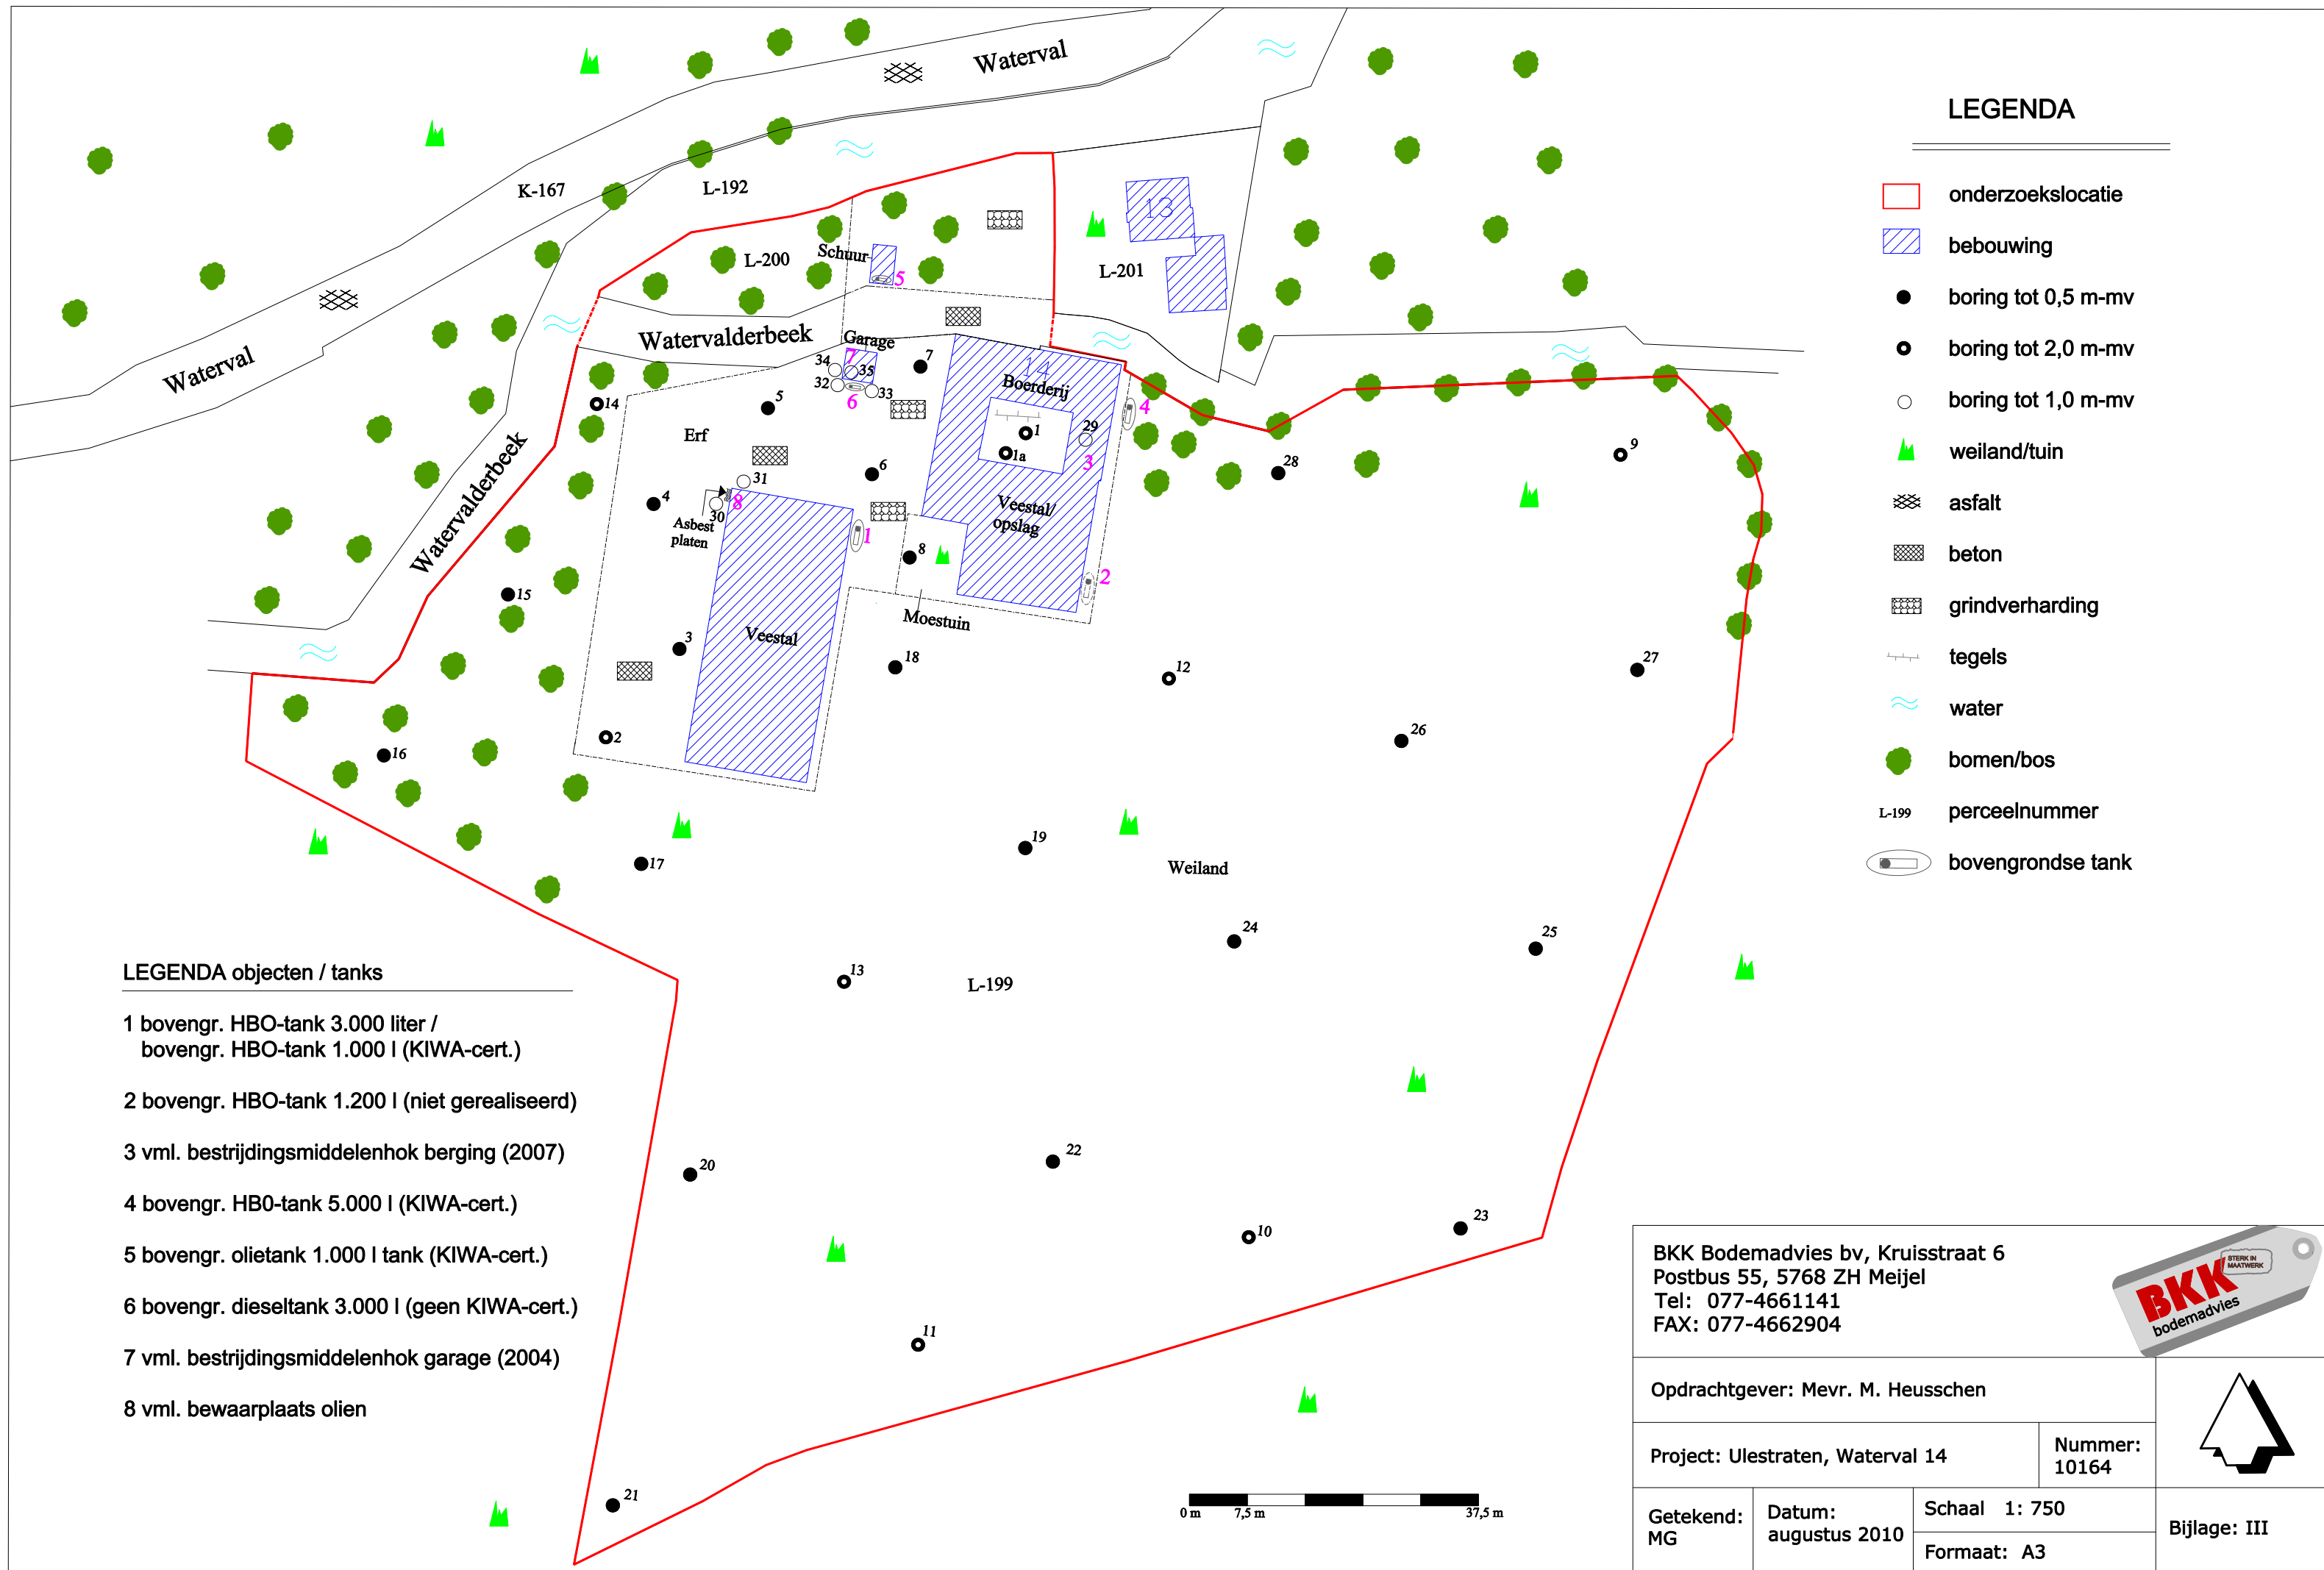 Waterval
K-167
L-192
L-200
Schuur
5
13
L-201
Waterval
Watervalderbeek
Garage
7
34
35
32
33
6
7
14
Boerderij
1
1a
29
3
4
14
5
Erf
6
31
30
8
Asbest
platen
4
1
8
Veestal/
opslag
2
28
9
Watervalderbeek
15
3
Veestal
Moestuin
18
12
27
26
2
16
17
19
Weiland
24
25
13
L-199
20
22
10
23
11
21
LEGENDA
onderzoekslocatie
bebouwing
boring tot 0,5 m-mv
boring tot 2,0 m-mv
boring tot 1,0 m-mv
weiland/tuin
asfalt
beton
grindverharding
tegels
water
bomen/bos
L-199 perceelnummer
bovengrondse tank
LEGENDA objecten / tanks
1 bovengr. HBO-tank 3.000 liter /
bovengr. HBO-tank 1.000 l (KIWA-cert.)
2 bovengr. HBO-tank 1.200 l (niet gerealiseerd)
3 vml. bestrijdingsmiddelenhok berging (2007)
4 bovengr. HB0-tank 5.000 l (KIWA-cert.)
5 bovengr. olietank 1.000 l tank (KIWA-cert.)
6 bovengr. dieseltank 3.000 l (geen KIWA-cert.)
7 vml. bestrijdingsmiddelenhok garage (2004)
8 vml. bewaarplaats olien
0 m 7,5 m 37,5 m
BKK Bodemadvies bv, Kruisstraat 6
Postbus 55, 5768 ZH Meijel
Tel: 077-4661141
FAX: 077-4662904
STERK IN
MAATWERK
BKK
bodemadvies
Opdrachtgever: Mevr. M. Heusschen
Project: Ulestraten, Waterval 14
Nummer:
10164
Getekend:
MG
Datum:
augustus 2010
Schaal 1: 750
Formaat: A3
Bijlage: III